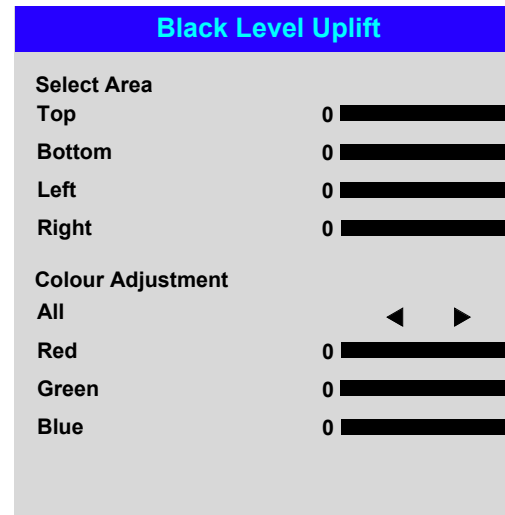 Black Level Uplift
Select Area
Top 0
Bottom 0
Left 0
Right 0
Colour Adjustment
All
Red 0
Green 0
Blue 0